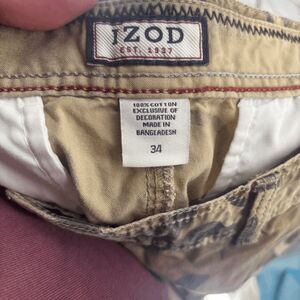 IZOD
EST. 1937
100% COTTON
EXCLUSIVE OF
DECORATION
MADE IN
BANGLADESH
34